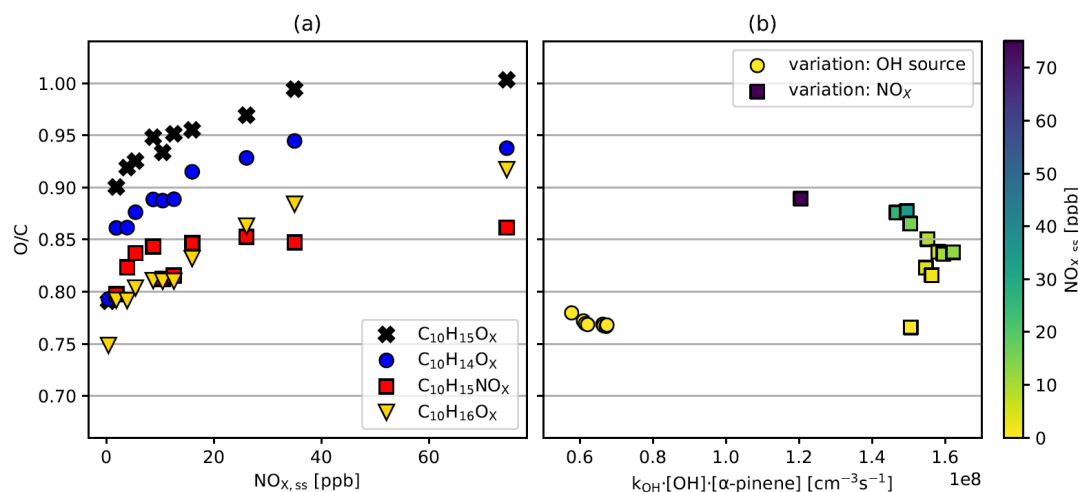 (a)
(b)
O/C
1.00
0.95
0.90
0.85
0.80
0.75
0.70
C₁₀H₁₅Oₓ
C₁₀H₁₄Oₓ
C₁₀H₁₅NOₓ
C₁₀H₁₆Oₓ
0 20 40 60
NOX, ss [ppb]
variation: OH source
variation: NOX
0.6 0.8 1.0 1.2 1.4 1.6
1e8
kOH·[OH]·[α-pinene] [cm⁻³s⁻¹]
70
60
50
40
30
20
10
0
NOX, ss [ppb]